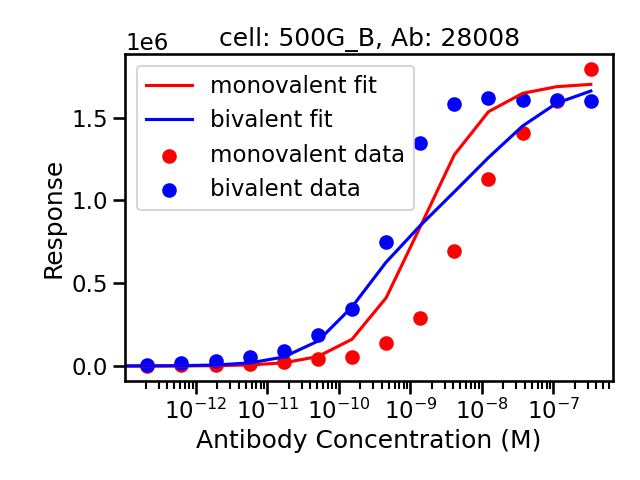 cell: 500G_B, Ab: 28008
1e6
monovalent fit
bivalent fit
monovalent data
bivalent data
Response
1.5
1.0
0.5
0.0
10⁻¹² 10⁻¹¹ 10⁻¹⁰ 10⁻⁹ 10⁻⁸ 10⁻⁷
Antibody Concentration (M)